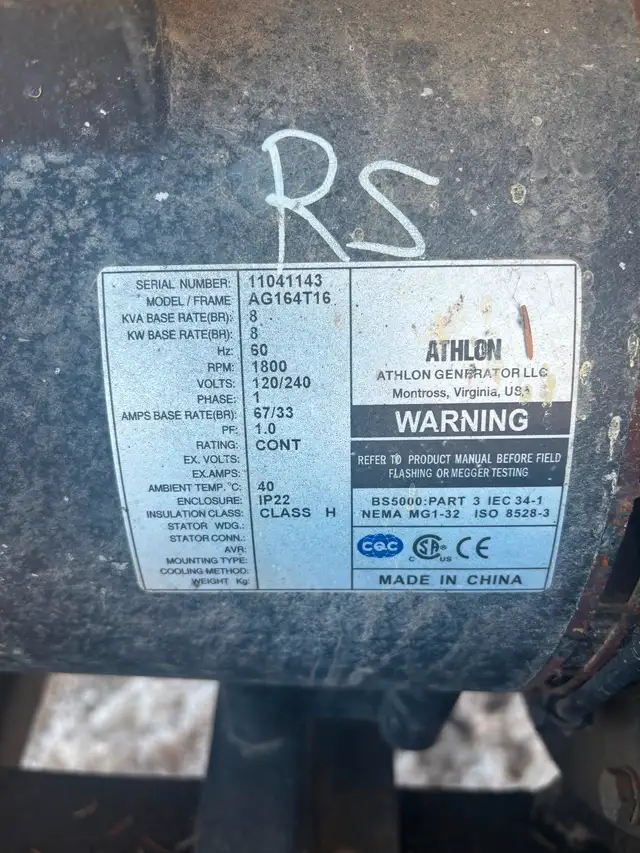 RS
SERIAL NUMBER: 11041143
MODEL / FRAME AG164T16
KVA BASE RATE(BR): 8
KW BASE RATE(BR): 8
Hz: 60
RPM: 1800
VOLTS: 120/240
PHASE: 1
AMPS BASE RATE(BR): 67/33
PF: 1.0
RATING: CONT
EX. VOLTS:
EX.AMPS:
AMBIENT TEMP. °C: 40
ENCLOSURE: IP22
INSULATION CLASS: CLASS H
STATOR WDG.:
STATOR CONN.:
AVR:
MOUNTING TYPE:
COOLING METHOD:
WEIGHT Kg:
ATHLON
ATHLON GENERATOR LLC
Montross, Virginia, USA
WARNING
REFER TO PRODUCT MANUAL BEFORE FIELD
FLASHING OR MEGGER TESTING
BS5000:PART 3 IEC 34-1
NEMA MG1-32 ISO 8528-3
CQC C SA US CE
MADE IN CHINA